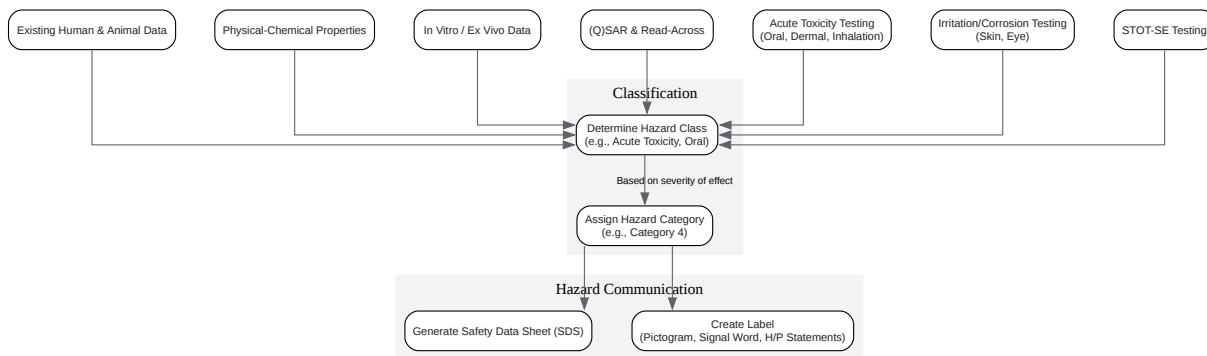 Existing Human & Animal Data
Physical-Chemical Properties
In Vitro / Ex Vivo Data
(Q)SAR & Read-Across
Acute Toxicity Testing
(Oral, Dermal, Inhalation)
Irritation/Corrosion Testing
(Skin, Eye)
STOT-SE Testing
Classification
Determine Hazard Class
(e.g., Acute Toxicity, Oral)
Based on severity of effect
Assign Hazard Category
(e.g., Category 4)
Hazard Communication
Generate Safety Data Sheet (SDS)
Create Label
(Pictogram, Signal Word, H/P Statements)